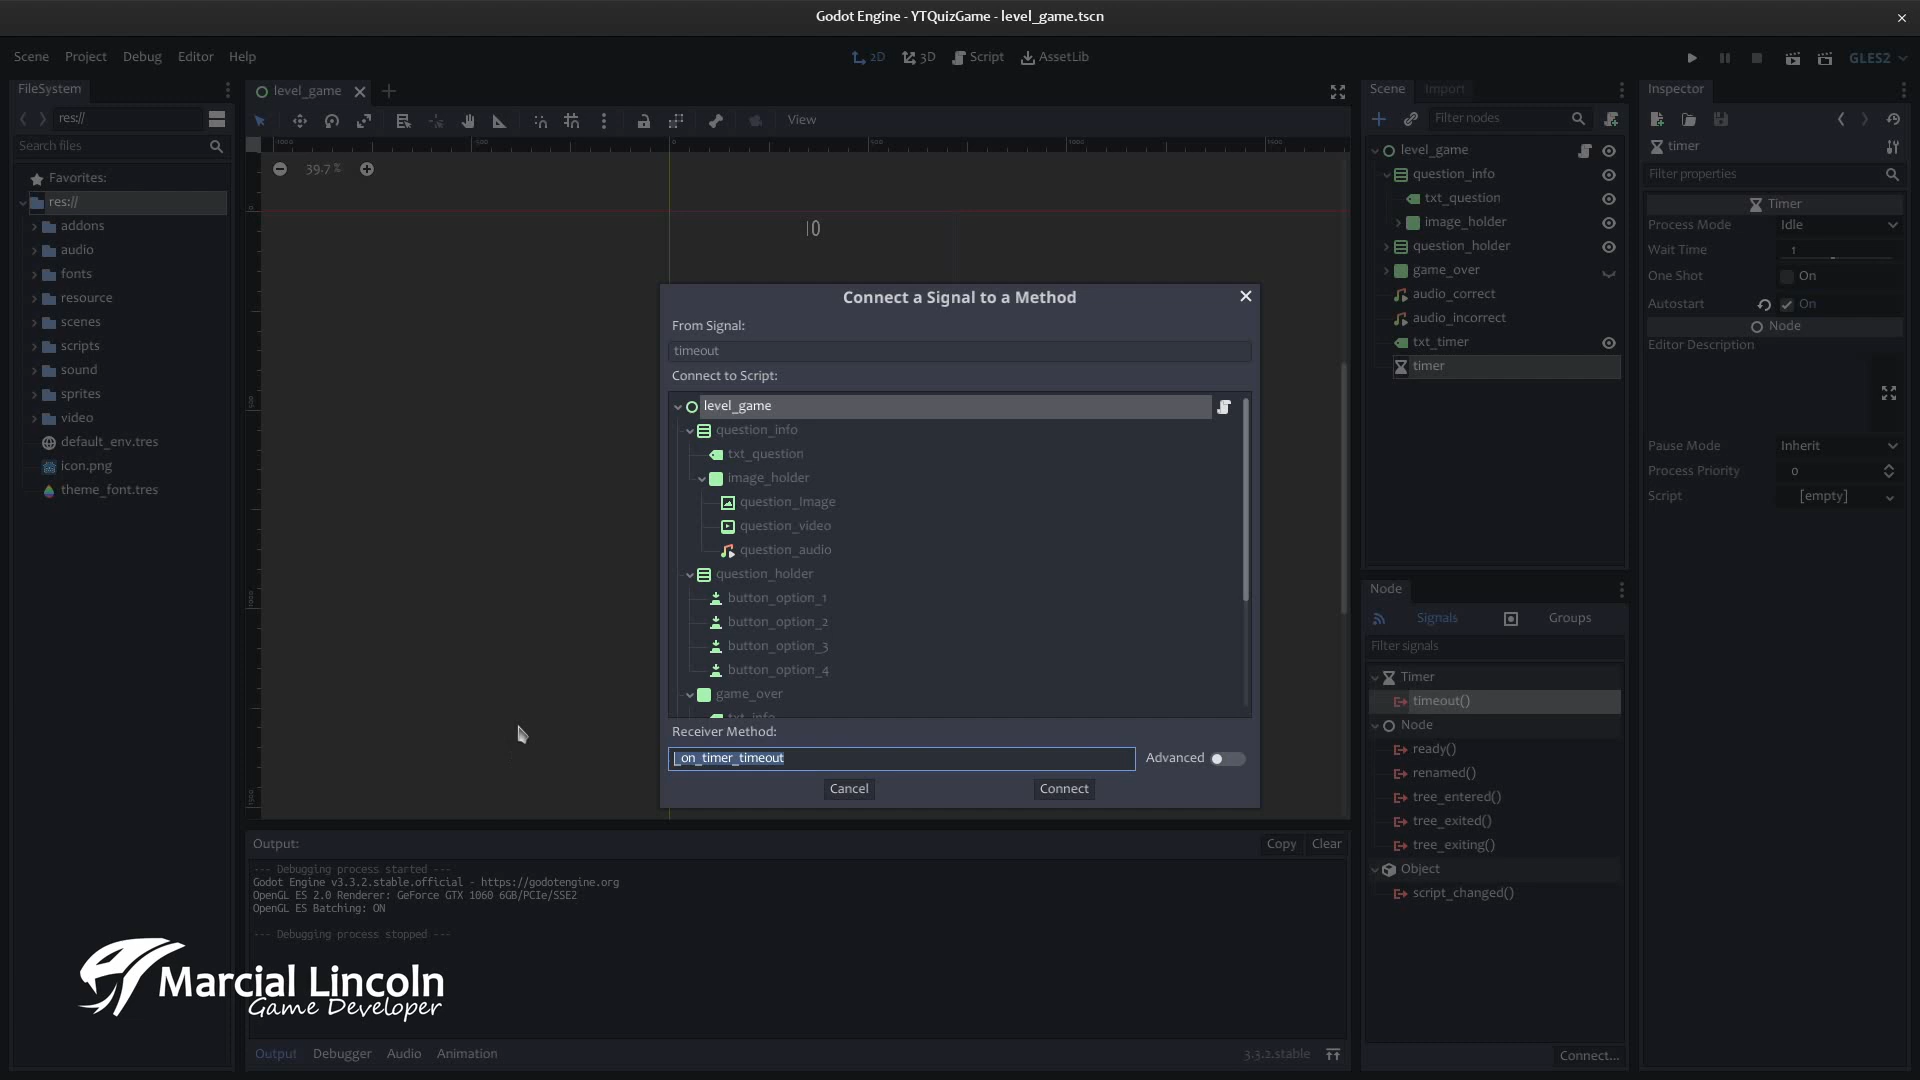 Godot Engine - YTQuizGame - level_game.tscn
Scene Project Debug Editor Help
2D 3D Script AssetLib
GLES2
FileSystem
res://
Search files
Favorites:
res://
addons
audio
fonts
resource
scenes
scripts
sound
sprites
video
default_env.tres
icon.png
theme_font.tres
level_game
View
39.7 %
10
Connect a Signal to a Method
From Signal:
timeout
Connect to Script:
level_game
question_info
txt_question
image_holder
question_Image
question_video
question_audio
question_holder
button_option_1
button_option_2
button_option_3
button_option_4
game_over
txt_info
Receiver Method:
_on_timer_timeout
Advanced
Cancel Connect
Output:
Copy Clear
--- Debugging process started ---
Godot Engine v3.3.2.stable.official - https://godotengine.org
OpenGL ES 2.0 Renderer: GeForce GTX 1060 6GB/PCIe/SSE2
OpenGL ES Batching: ON
--- Debugging process stopped ---
Marcial Lincoln
Game Developer
Output Debugger Audio Animation
3.3.2.stable
Scene Import
Filter nodes
level_game
question_info
txt_question
image_holder
question_holder
game_over
audio_correct
audio_incorrect
txt_timer
timer
Node
Signals Groups
Filter signals
Timer
timeout()
Node
ready()
renamed()
tree_entered()
tree_exited()
tree_exiting()
Object
script_changed()
Connect...
Inspector
timer
Filter properties
Timer
Process Mode Idle
Wait Time 1
One Shot On
Autostart On
Node
Editor Description
Pause Mode Inherit
Process Priority 0
Script [empty]